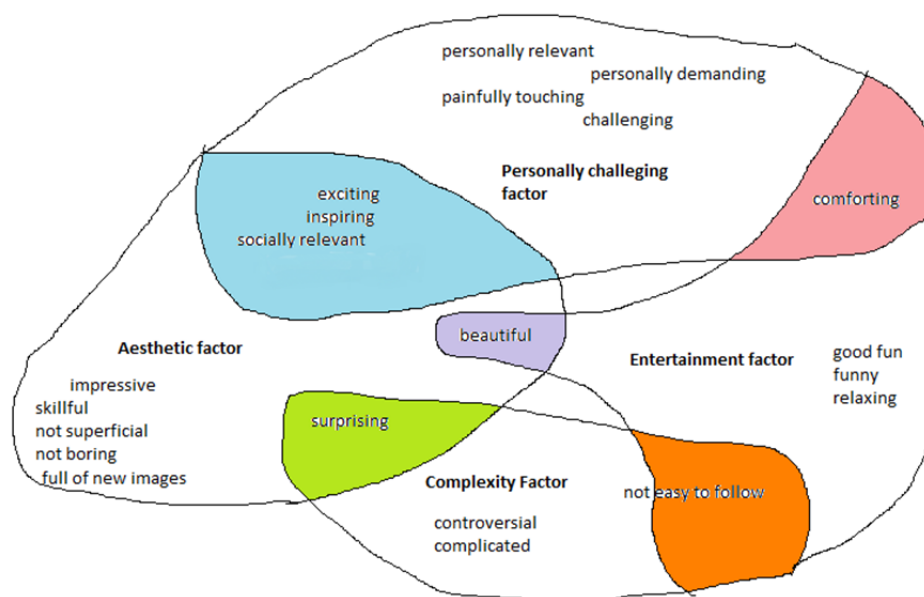 personally relevant
personally demanding
painfully touching
challenging
Personally challeging
factor
exciting
inspiring
socially relevant
comforting
beautiful
Aesthetic factor
impressive
skillful
not superficial
not boring
full of new images
Entertainment factor
good fun
funny
relaxing
surprising
Complexity Factor
controversial
complicated
not easy to follow